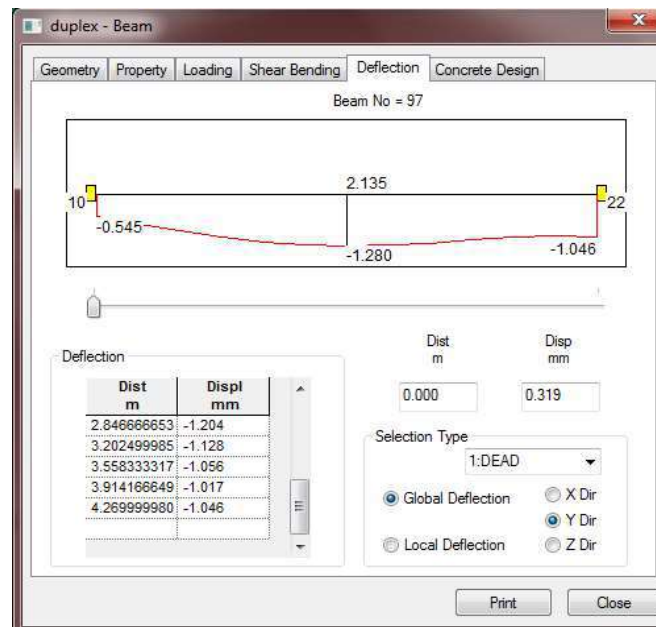 duplex - Beam
Geometry Property Loading Shear Bending Deflection Concrete Design
Beam No = 97
2.135
10 22
-0.545 -1.280 -1.046
Dist Disp
m mm
0.000 0.319
Deflection
Dist Displ
m mm
2.846666653 -1.204
3.202499985 -1.128
3.558333317 -1.056
3.914166649 -1.017
4.269999980 -1.046
Selection Type
1:DEAD
Global Deflection X Dir
Y Dir
Local Deflection Z Dir
Print Close